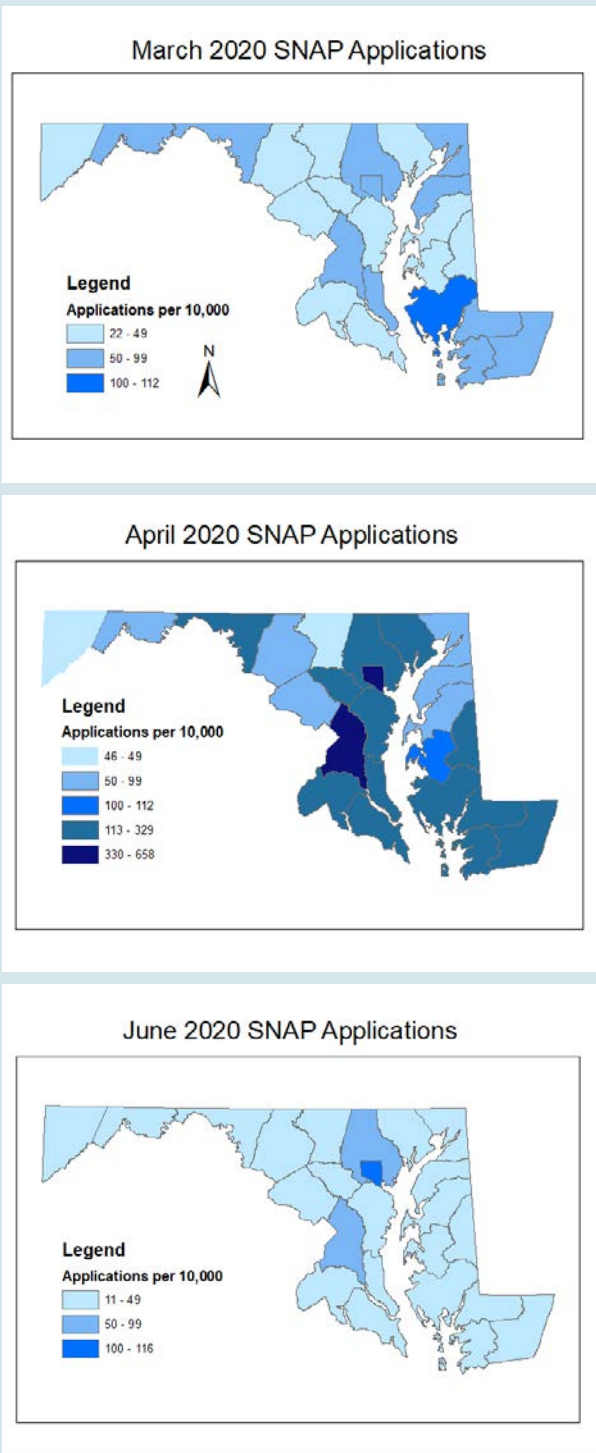 March 2020 SNAP Applications
Legend
Applications per 10,000
22 - 49
50 - 99
100 - 112
N
April 2020 SNAP Applications
Legend
Applications per 10,000
46 - 49
50 - 99
100 - 112
113 - 329
330 - 658
June 2020 SNAP Applications
Legend
Applications per 10,000
11 - 49
50 - 99
100 - 116